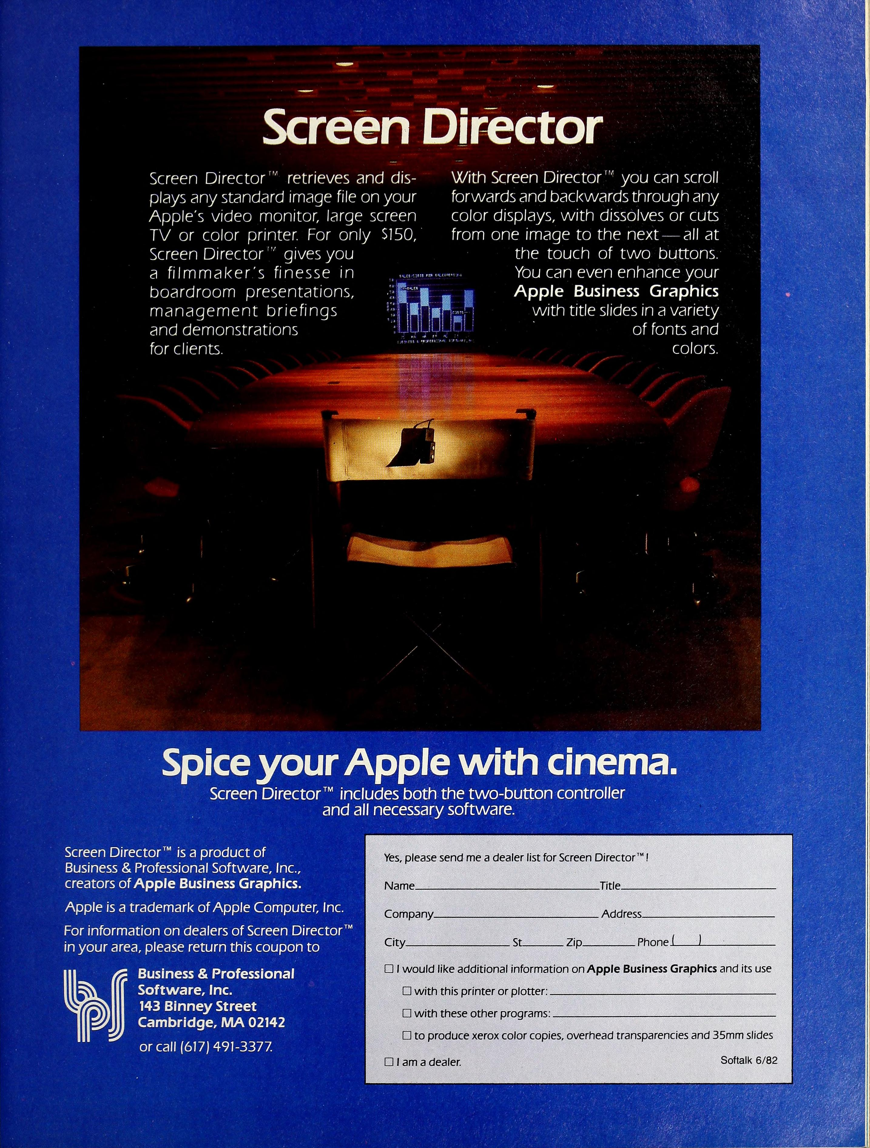 Screen Director
Screen Director™ retrieves and dis-
plays any standard image file on your
Apple's video monitor, large screen
TV or color printer. For only $150,
Screen Director™ gives you
a filmmaker's finesse in
boardroom presentations,
management briefings
and demonstrations
for clients.
With Screen Director™ you can scroll
forwards and backwards through any
color displays, with dissolves or cuts
from one image to the next — all at
the touch of two buttons.
You can even enhance your
Apple Business Graphics
with title slides in a variety
of fonts and
colors.
Spice your Apple with cinema.
Screen Director™ includes both the two-button controller
and all necessary software.
Screen Director™ is a product of
Business & Professional Software, Inc.,
creators of Apple Business Graphics.
Apple is a trademark of Apple Computer, Inc.
For information on dealers of Screen Director™
in your area, please return this coupon to
bps
Business & Professional
Software, Inc.
143 Binney Street
Cambridge, MA 02142
or call (617) 491-3377.
Yes, please send me a dealer list for Screen Director™!
Name Title
Company Address
City St. Zip Phone ( )
☐ I would like additional information on Apple Business Graphics and its use
☐ with this printer or plotter:
☐ with these other programs:
☐ to produce xerox color copies, overhead transparencies and 35mm slides
☐ I am a dealer. Softalk 6/82